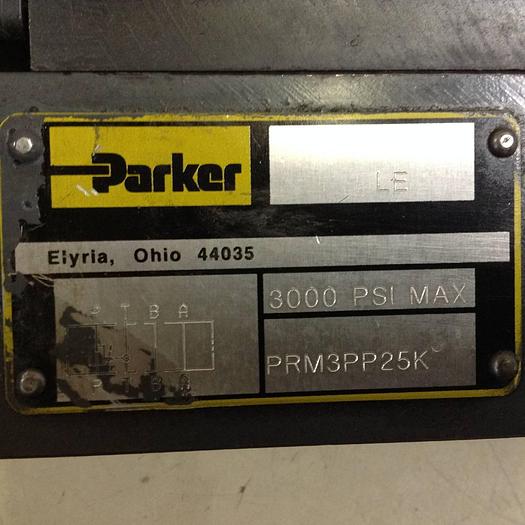 Parker
LE
Elyria, Ohio 44035
P T B A
3000 PSI MAX
PRM3PP25K
P T B A